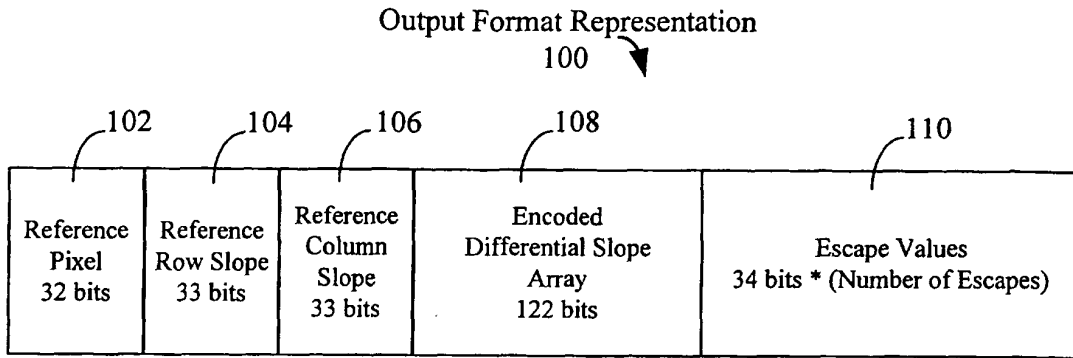 Output Format Representation
100
102
104
106
108
110
Reference
Pixel
32 bits
Reference
Row Slope
33 bits
Reference
Column
Slope
33 bits
Encoded
Differential Slope
Array
122 bits
Escape Values
34 bits * (Number of Escapes)